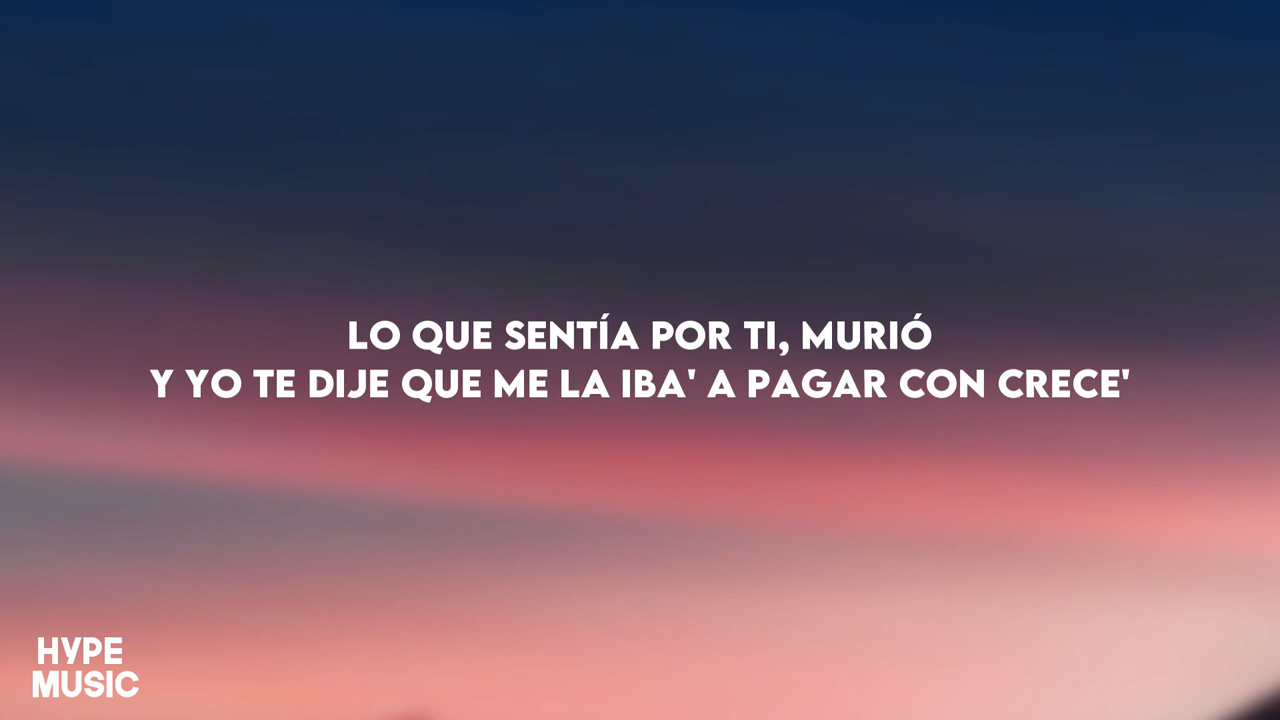 LO QUE SENTÍA POR TI, MURIÓ
Y YO TE DIJE QUE ME LA IBA' A PAGAR CON CRECE'
HYPE
MUSIC